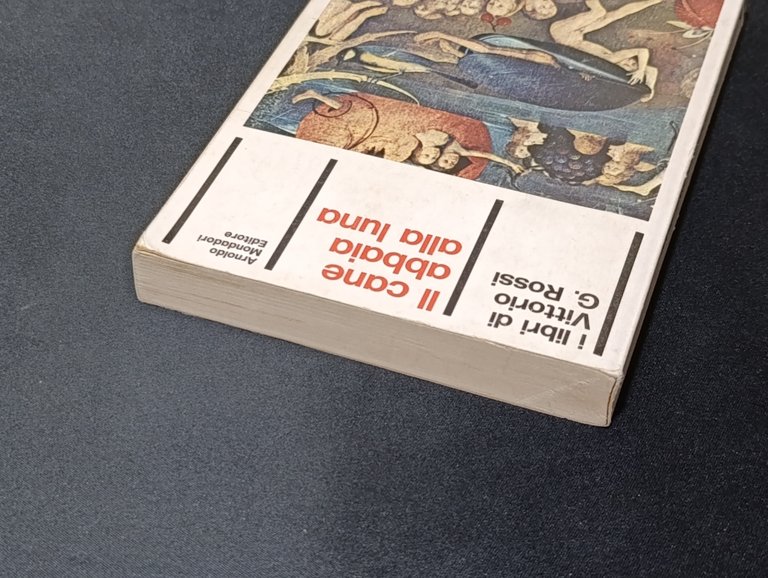 i libri di
Vittorio
G. Rossi
Il cane
abbaia
alla luna
Arnoldo
Mondadori
Editore